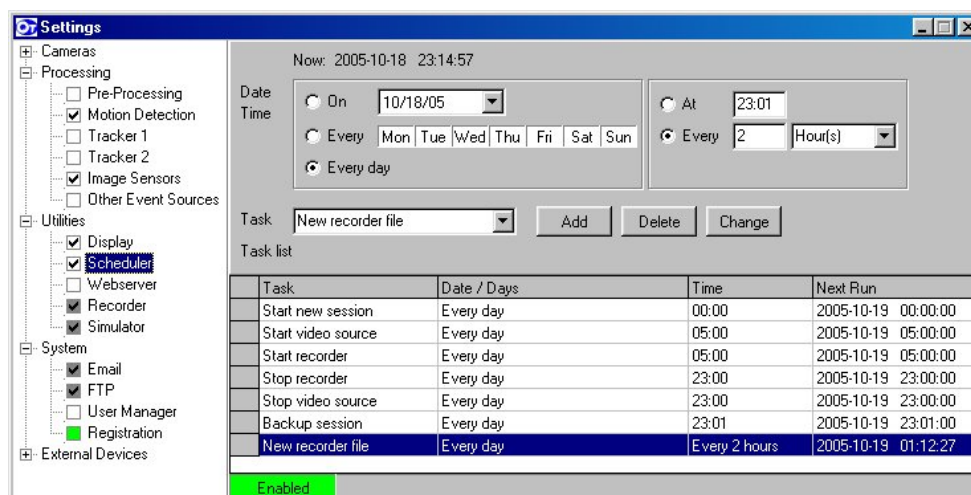 OT Settings
Cameras
Processing
Pre-Processing
Motion Detection
Tracker 1
Tracker 2
Image Sensors
Other Event Sources
Utilities
Display
Scheduler
Webserver
Recorder
Simulator
System
Email
FTP
User Manager
Registration
External Devices
Now: 2005-10-18 23:14:57
Date
Time
On 10/18/05
Every Mon Tue Wed Thu Fri Sat Sun
Every day
At 23:01
Every 2 Hour(s)
Task New recorder file Add Delete Change
Task list
Task Date / Days Time Next Run
Start new session Every day 00:00 2005-10-19 00:00:00
Start video source Every day 05:00 2005-10-19 05:00:00
Start recorder Every day 05:00 2005-10-19 05:00:00
Stop recorder Every day 23:00 2005-10-19 23:00:00
Stop video source Every day 23:00 2005-10-19 23:00:00
Backup session Every day 23:01 2005-10-19 23:01:00
New recorder file Every day Every 2 hours 2005-10-19 01:12:27
Enabled